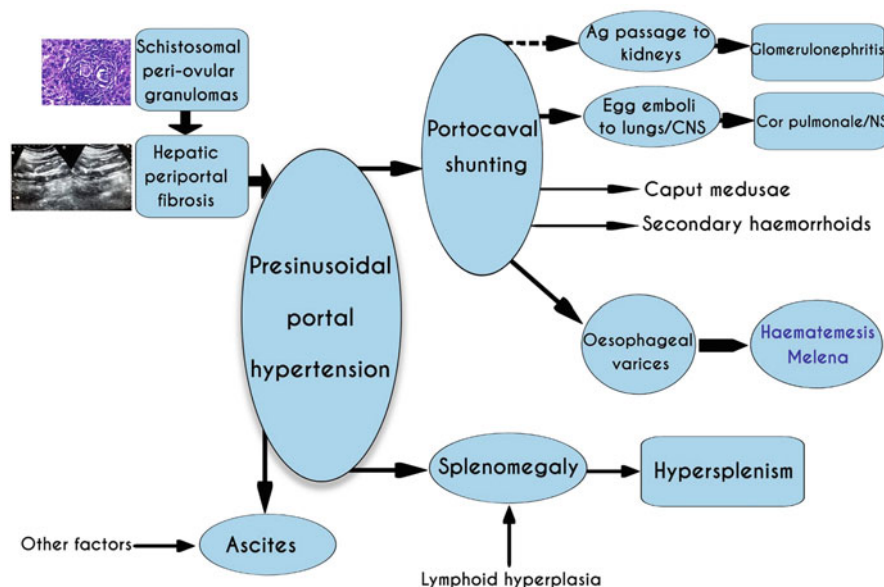 Schistosomal
peri-ovular
granulomas
Hepatic
periportal
fibrosis
Presinusoidal
portal
hypertension
Portocaval
shunting
Ag passage to
kidneys
Glomerulonephritis
Egg emboli
to lungs/CNS
Cor pulmonale/NS
Caput medusae
Secondary haemorrhoids
Oesophageal
varices
Haematemesis
Melena
Splenomegaly
Hypersplenism
Lymphoid hyperplasia
Other factors
Ascites